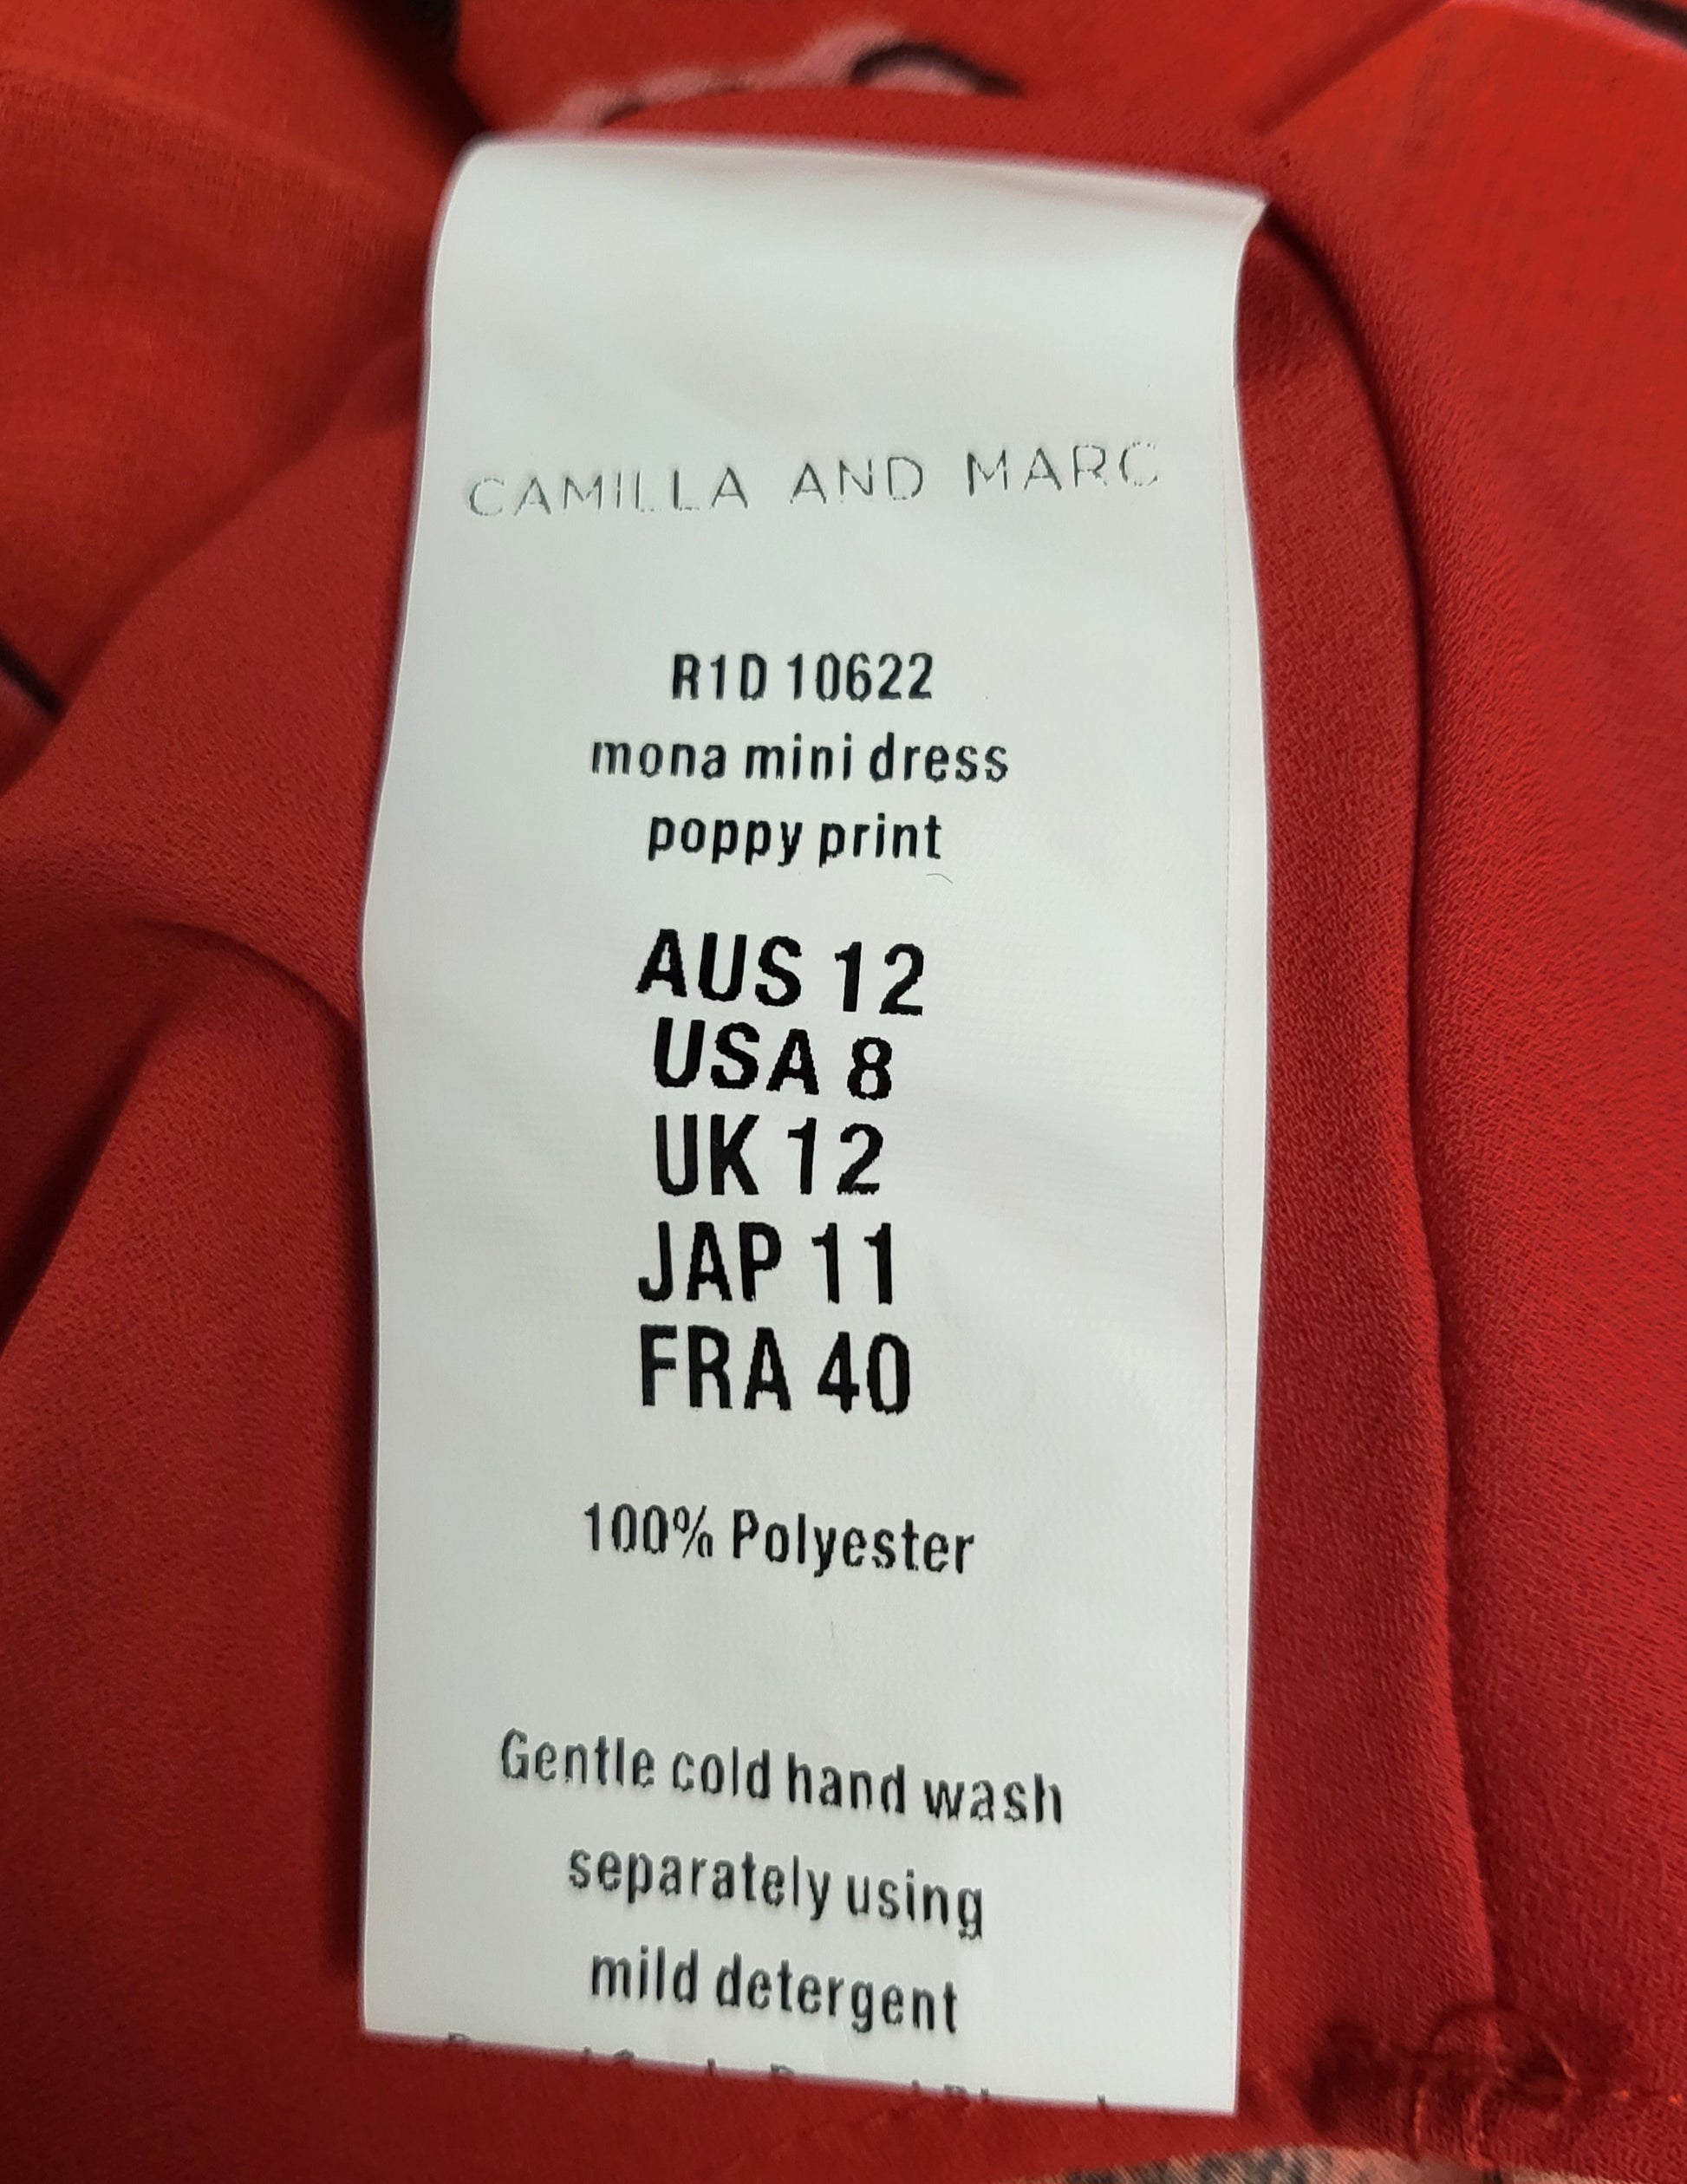 CAMILLA AND MARC
R1D 10622
mona mini dress
poppy print
AUS 12
USA 8
UK 12
JAP 11
FRA 40
100% Polyester
Gentle cold hand wash
separately using
mild detergent